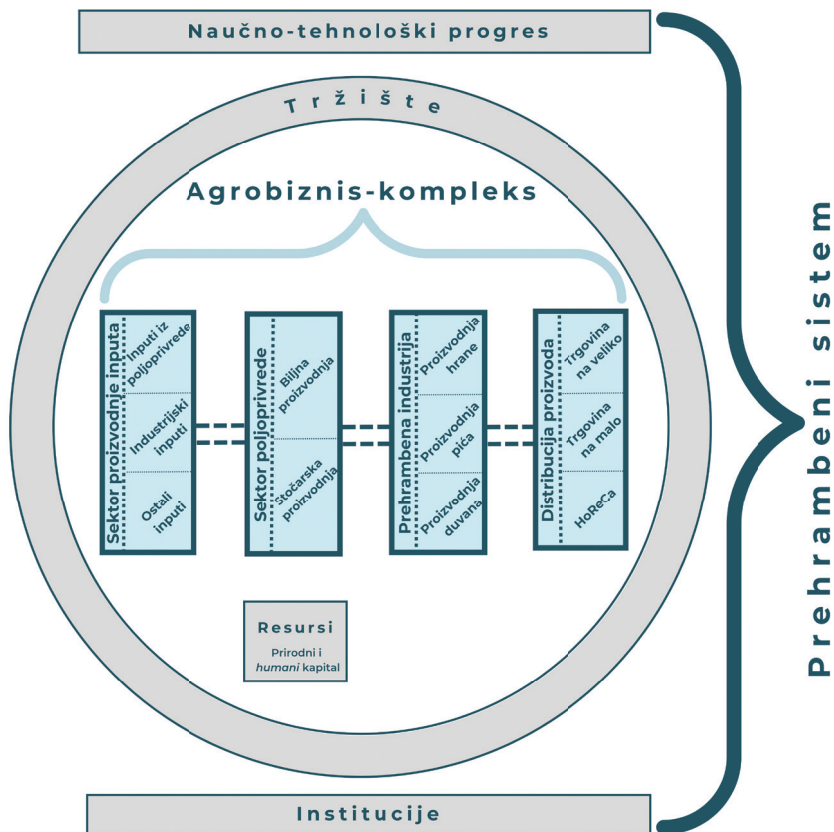 Naučno-tehnološki progres
Tržište
Agrobiznis-kompleks
Sektor proizvodnje inputa
Inputi iz
poljoprivrede
Industrijski
inputi
Ostali
inputi
Sektor poljoprivrede
Biljna
proizvodnja
Stočarska
proizvodnja
Prehrambena industrija
Proizvodnja
hrane
Proizvodnja
pića
Proizvodnja
duvana
Distribucija proizvoda
Trgovina
na veliko
Trgovina
na malo
HoReCa
Resursi
Prirodni i
humani kapital
Institucije
Prehrambeni sistem